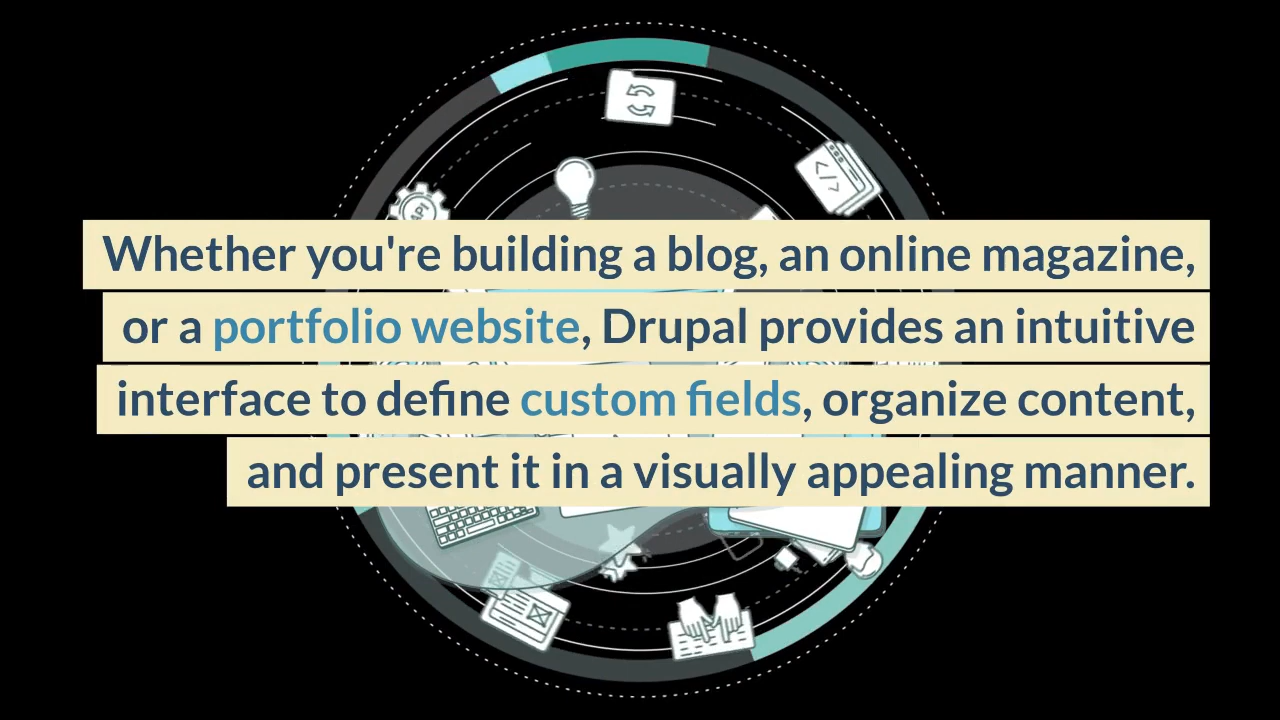 API
</>
Whether you're building a blog, an online magazine,
or a portfolio website, Drupal provides an intuitive
interface to define custom fields, organize content,
and present it in a visually appealing manner.